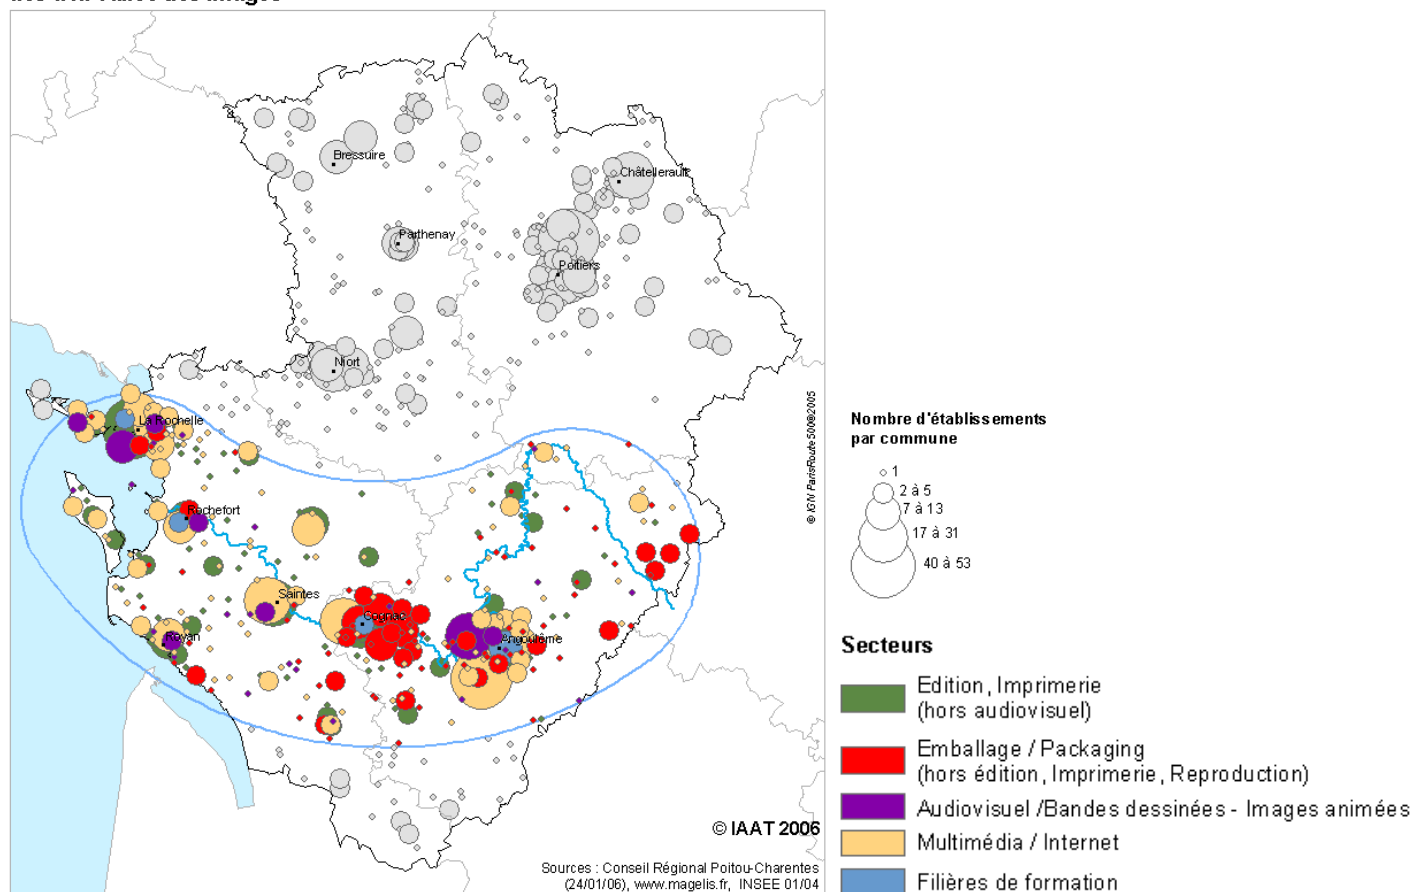 Bressuire
Châtellerault
Parthenay
Poitiers
Niort
La Rochelle
Rochefort
Saintes
Cognac
Royan
Angoulême
© IGN ParisRoute500®2005
© IAAT 2006
Sources : Conseil Régional Poitou-Charentes
(24/01/06), www.magelis.fr, INSEE 01/04
Nombre d'établissements
par commune
1
2 à 5
7 à 13
17 à 31
40 à 53
Secteurs
Edition, Imprimerie
(hors audiovisuel)
Emballage / Packaging
(hors édition, Imprimerie, Reproduction)
Audiovisuel /Bandes dessinées - Images animées
Multimédia / Internet
Filières de formation